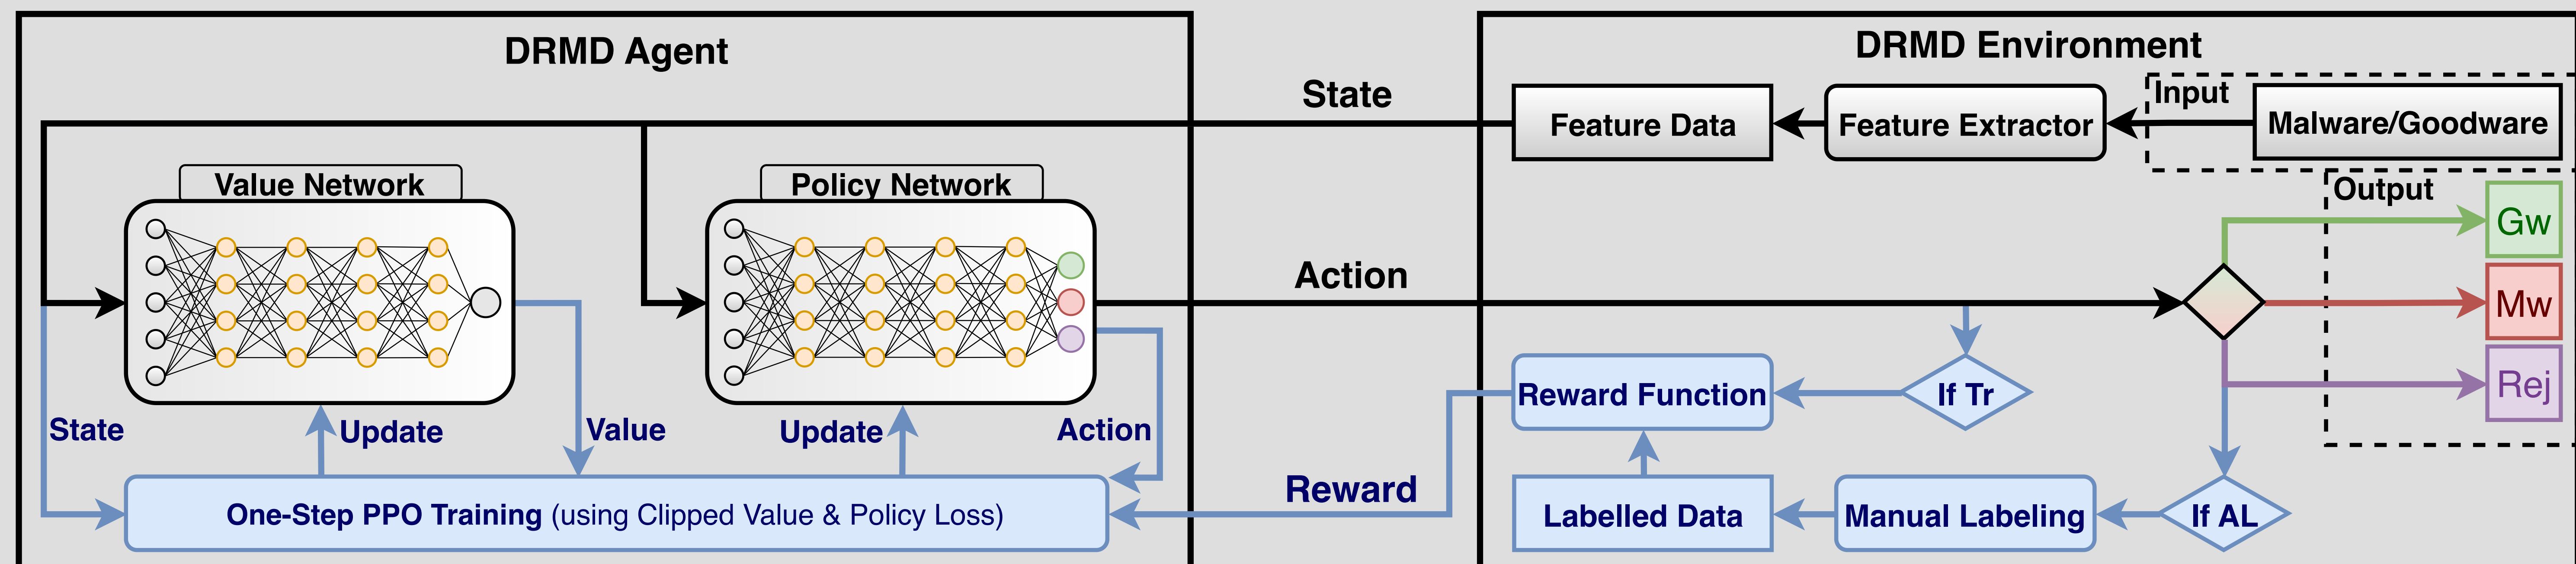 DRMD Agent
DRMD Environment
State
Input
Feature Data
Feature Extractor
Malware/Goodware
Value Network
Policy Network
Output
Gw
Action
Mw
Reward Function
If Tr
Rej
State
Update
Value
Update
Action
Reward
One-Step PPO Training (using Clipped Value & Policy Loss)
Labelled Data
Manual Labeling
If AL